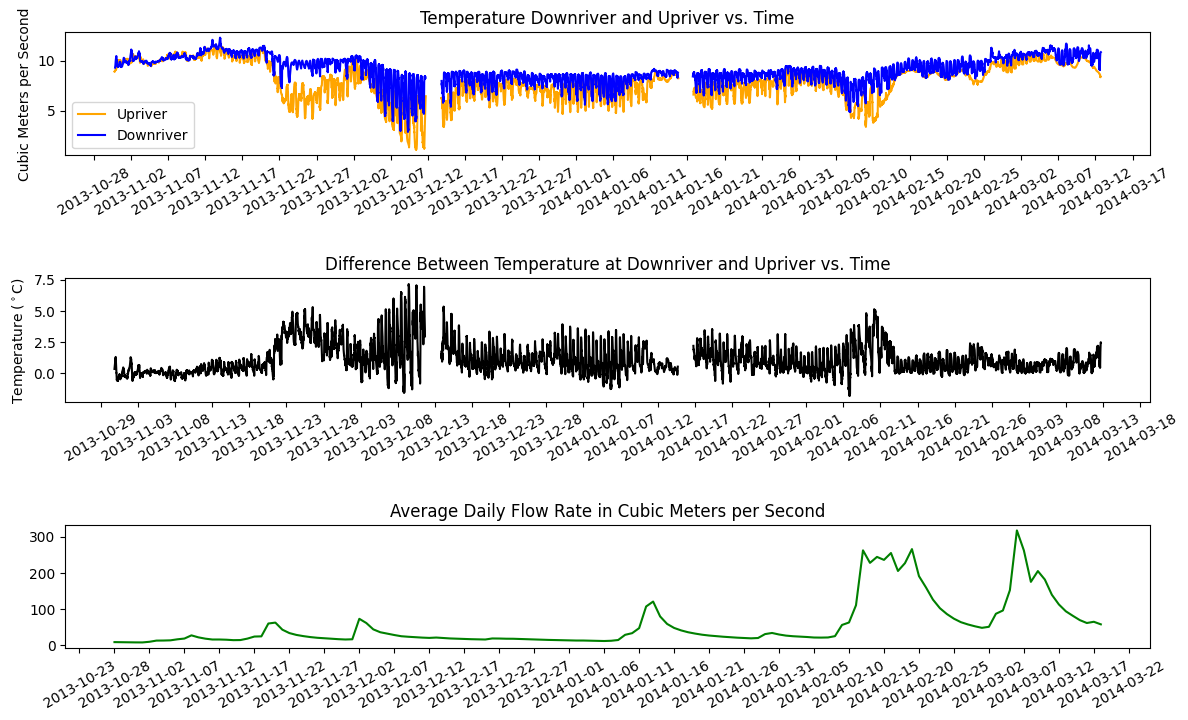 Temperature Downriver and Upriver vs. Time
Cubic Meters per Second
10
5
Upriver
Downriver
2013-10-28 2013-11-02 2013-11-07 2013-11-12 2013-11-17 2013-11-22 2013-11-27 2013-12-02 2013-12-07 2013-12-12 2013-12-17 2013-12-22 2013-12-27 2014-01-01 2014-01-06 2014-01-11 2014-01-16 2014-01-21 2014-01-26 2014-01-31 2014-02-05 2014-02-10 2014-02-15 2014-02-20 2014-02-25 2014-03-02 2014-03-07 2014-03-12 2014-03-17
Difference Between Temperature at Downriver and Upriver vs. Time
Temperature (°C)
7.5
5.0
2.5
0.0
2013-10-29 2013-11-03 2013-11-08 2013-11-13 2013-11-18 2013-11-23 2013-11-28 2013-12-03 2013-12-08 2013-12-13 2013-12-18 2013-12-23 2013-12-28 2014-01-02 2014-01-07 2014-01-12 2014-01-17 2014-01-22 2014-01-27 2014-02-01 2014-02-06 2014-02-11 2014-02-16 2014-02-21 2014-02-26 2014-03-03 2014-03-08 2014-03-13 2014-03-18
Average Daily Flow Rate in Cubic Meters per Second
300
200
100
0
2013-10-23 2013-10-28 2013-11-02 2013-11-07 2013-11-12 2013-11-17 2013-11-22 2013-11-27 2013-12-02 2013-12-07 2013-12-12 2013-12-17 2013-12-22 2013-12-27 2014-01-01 2014-01-06 2014-01-11 2014-01-16 2014-01-21 2014-01-26 2014-01-31 2014-02-05 2014-02-10 2014-02-15 2014-02-20 2014-02-25 2014-03-02 2014-03-07 2014-03-12 2014-03-17 2014-03-22